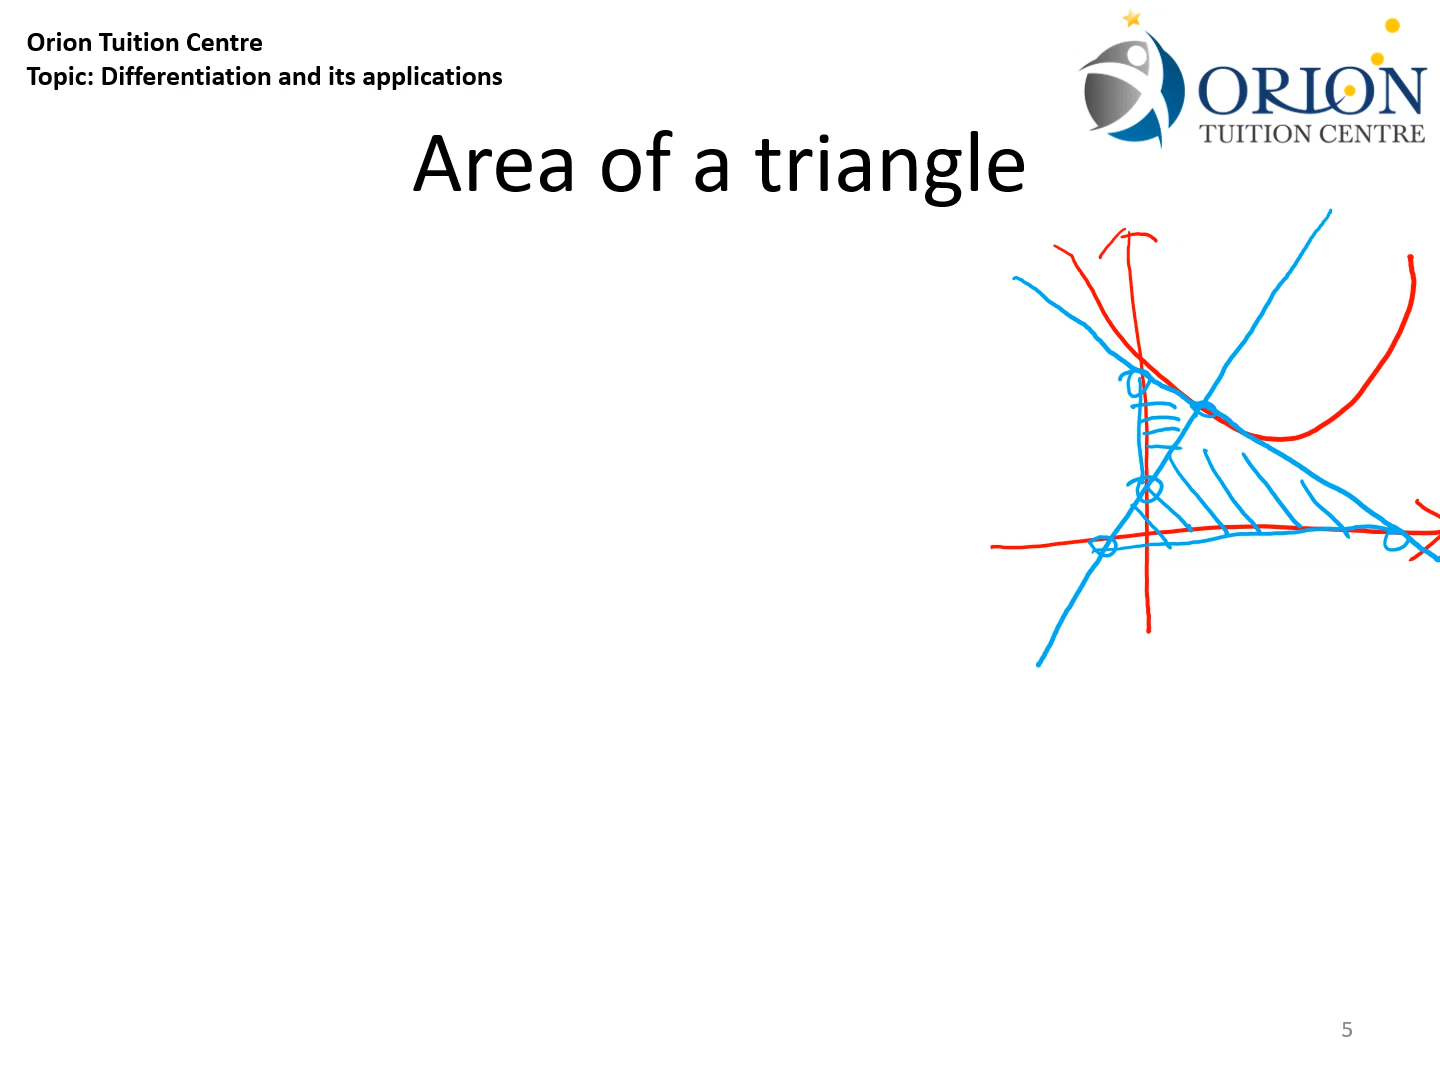 Orion Tuition Centre
Topic: Differentiation and its applications
ORION
TUITION CENTRE
Area of a triangle
5